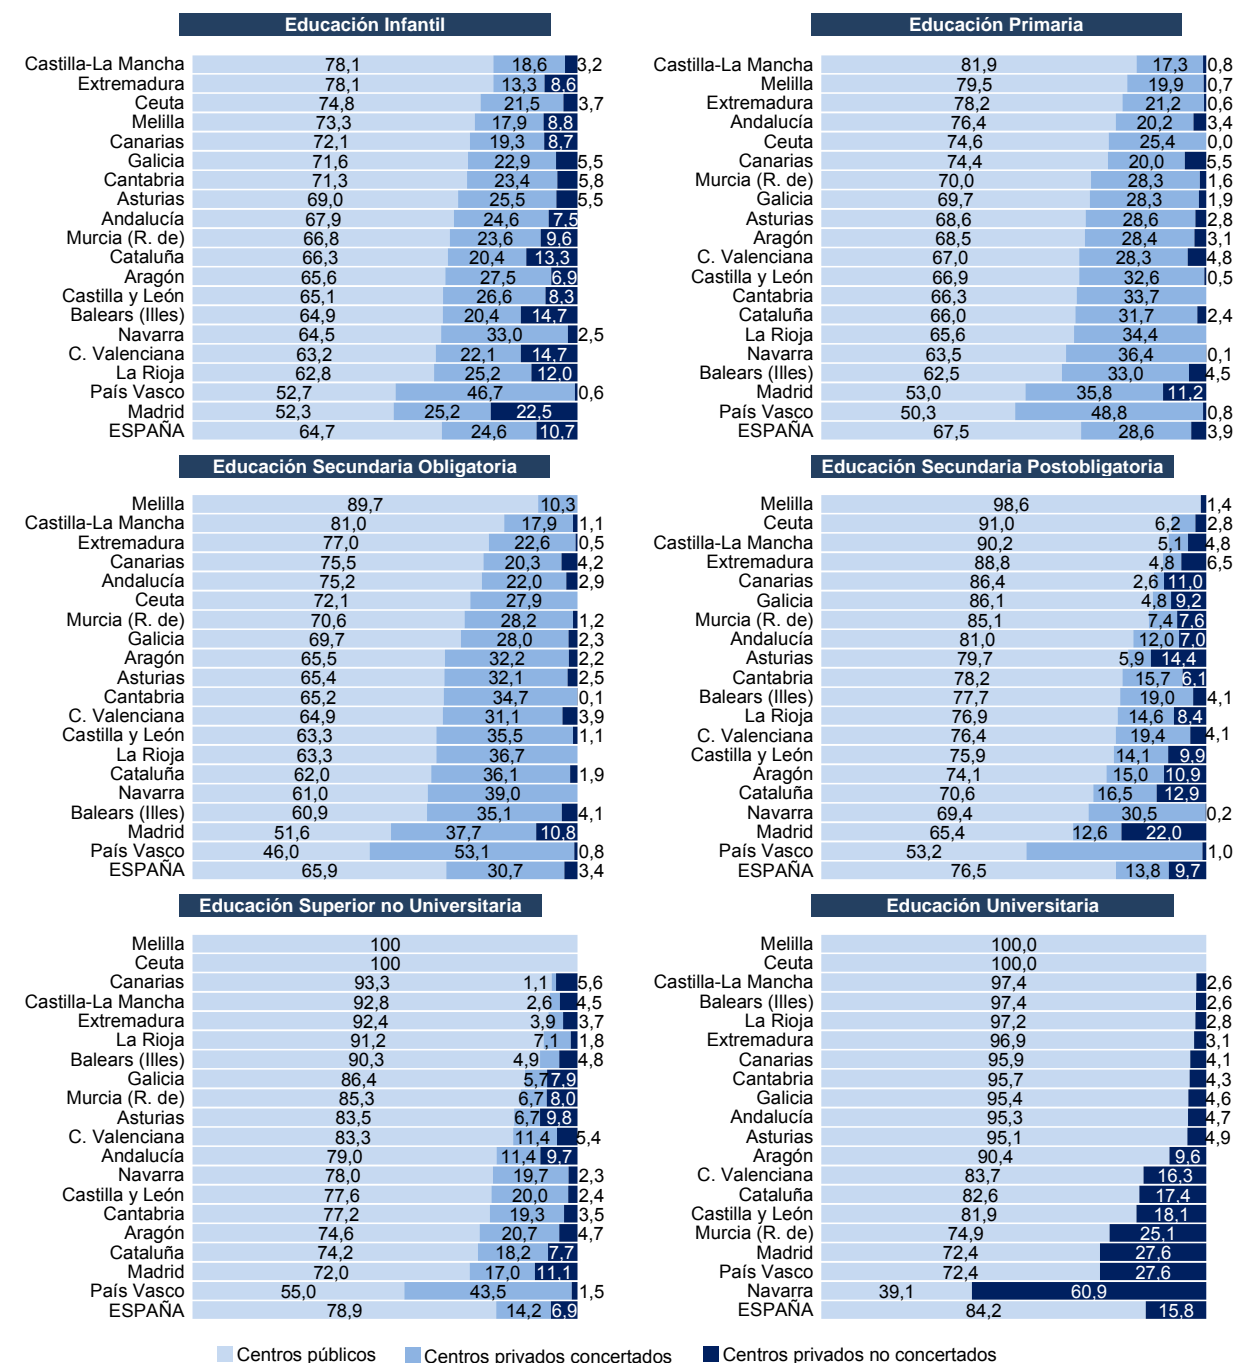 Educación Infantil
Castilla-La Mancha 78,1 18,6 3,2
Extremadura 78,1 13,3 8,6
Ceuta 74,8 21,5 3,7
Melilla 73,3 17,9 8,8
Canarias 72,1 19,3 8,7
Galicia 71,6 22,9 5,5
Cantabria 71,3 23,4 5,8
Asturias 69,0 25,5 5,5
Andalucía 67,9 24,6 7,5
Murcia (R. de) 66,8 23,6 9,6
Cataluña 66,3 20,4 13,3
Aragón 65,6 27,5 6,9
Castilla y León 65,1 26,6 8,3
Balears (Illes) 64,9 20,4 14,7
Navarra 64,5 33,0 2,5
C. Valenciana 63,2 22,1 14,7
La Rioja 62,8 25,2 12,0
País Vasco 52,7 46,7 0,6
Madrid 52,3 25,2 22,5
ESPAÑA 64,7 24,6 10,7
Educación Primaria
Castilla-La Mancha 81,9 17,3 0,8
Melilla 79,5 19,9 0,7
Extremadura 78,2 21,2 0,6
Andalucía 76,4 20,2 3,4
Ceuta 74,6 25,4 0,0
Canarias 74,4 20,0 5,5
Murcia (R. de) 70,0 28,3 1,6
Galicia 69,7 28,3 1,9
Asturias 68,6 28,6 2,8
Aragón 68,5 28,4 3,1
C. Valenciana 67,0 28,3 4,8
Castilla y León 66,9 32,6 0,5
Cantabria 66,3 33,7
Cataluña 66,0 31,7 2,4
La Rioja 65,6 34,4
Navarra 63,5 36,4 0,1
Balears (Illes) 62,5 33,0 4,5
Madrid 53,0 35,8 11,2
País Vasco 50,3 48,8 0,8
ESPAÑA 67,5 28,6 3,9
Educación Secundaria Obligatoria
Melilla 89,7 10,3
Castilla-La Mancha 81,0 17,9 1,1
Extremadura 77,0 22,6 0,5
Canarias 75,5 20,3 4,2
Andalucía 75,2 22,0 2,9
Ceuta 72,1 27,9
Murcia (R. de) 70,6 28,2 1,2
Galicia 69,7 28,0 2,3
Aragón 65,5 32,2 2,2
Asturias 65,4 32,1 2,5
Cantabria 65,2 34,7 0,1
C. Valenciana 64,9 31,1 3,9
Castilla y León 63,3 35,5 1,1
La Rioja 63,3 36,7
Cataluña 62,0 36,1 1,9
Navarra 61,0 39,0
Balears (Illes) 60,9 35,1 4,1
Madrid 51,6 37,7 10,8
País Vasco 46,0 53,1 0,8
ESPAÑA 65,9 30,7 3,4
Educación Secundaria Postobligatoria
Melilla 98,6 1,4
Ceuta 91,0 6,2 2,8
Castilla-La Mancha 90,2 5,1 4,8
Extremadura 88,8 4,8 6,5
Canarias 86,4 2,6 11,0
Galicia 86,1 4,8 9,2
Murcia (R. de) 85,1 7,4 7,6
Andalucía 81,0 12,0 7,0
Asturias 79,7 5,9 14,4
Cantabria 78,2 15,7 6,1
Balears (Illes) 77,7 19,0 4,1
La Rioja 76,9 14,6 8,4
C. Valenciana 76,4 19,4 4,1
Castilla y León 75,9 14,1 9,9
Aragón 74,1 15,0 10,9
Cataluña 70,6 16,5 12,9
Navarra 69,4 30,5 0,2
Madrid 65,4 12,6 22,0
País Vasco 53,2 1,0
ESPAÑA 76,5 13,8 9,7
Educación Superior no Universitaria
Melilla 100
Ceuta 100
Canarias 93,3 1,1 5,6
Castilla-La Mancha 92,8 2,6 4,5
Extremadura 92,4 3,9 3,7
La Rioja 91,2 7,1 1,8
Balears (Illes) 90,3 4,9 4,8
Galicia 86,4 5,7 7,9
Murcia (R. de) 85,3 6,7 8,0
Asturias 83,5 6,7 9,8
C. Valenciana 83,3 11,4 5,4
Andalucía 79,0 11,4 9,7
Navarra 78,0 19,7 2,3
Castilla y León 77,6 20,0 2,4
Cantabria 77,2 19,3 3,5
Aragón 74,6 20,7 4,7
Cataluña 74,2 18,2 7,7
Madrid 72,0 17,0 11,1
País Vasco 55,0 43,5 1,5
ESPAÑA 78,9 14,2 6,9
Educación Universitaria
Melilla 100,0
Ceuta 100,0
Castilla-La Mancha 97,4 2,6
Balears (Illes) 97,4 2,6
La Rioja 97,2 2,8
Extremadura 96,9 3,1
Canarias 95,9 4,1
Cantabria 95,7 4,3
Galicia 95,4 4,6
Andalucía 95,3 4,7
Asturias 95,1 4,9
Aragón 90,4 9,6
C. Valenciana 83,7 16,3
Cataluña 82,6 17,4
Castilla y León 81,9 18,1
Murcia (R. de) 74,9 25,1
Madrid 72,4 27,6
País Vasco 72,4 27,6
Navarra 39,1 60,9
ESPAÑA 84,2 15,8
Centros públicos Centros privados concertados Centros privados no concertados